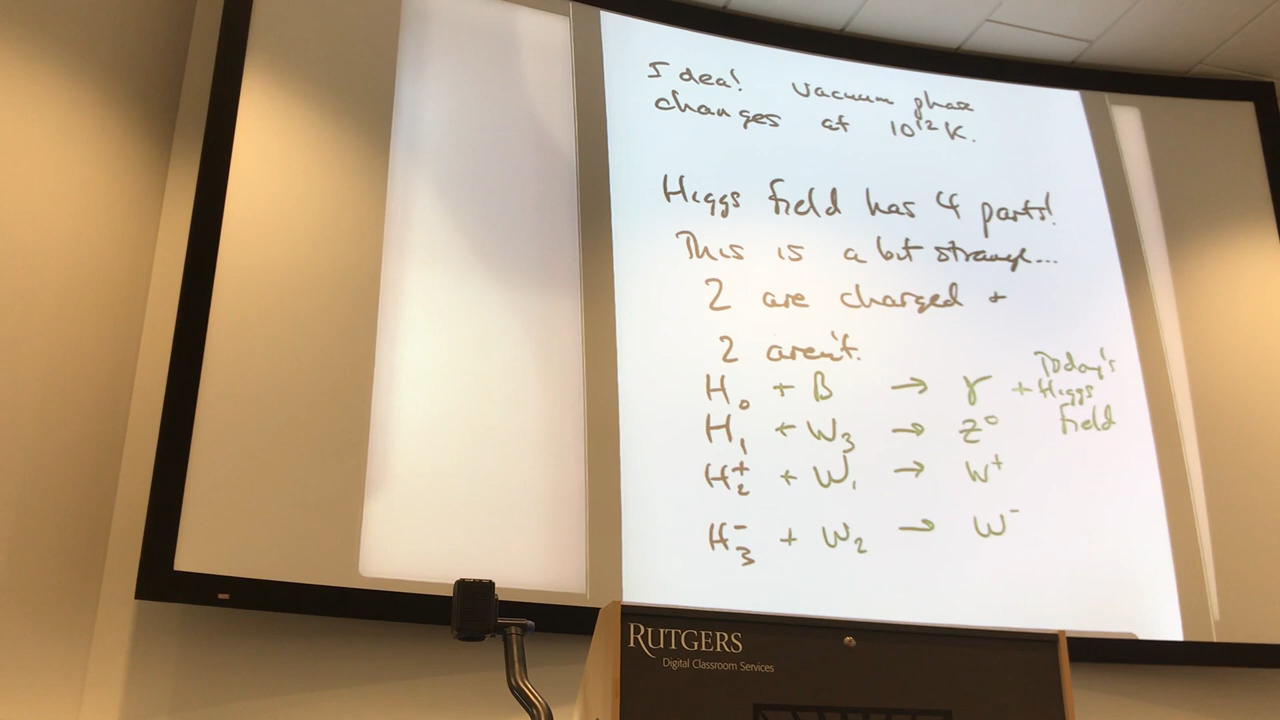 Idea! Vacuum phase
changes at 10¹²K.
Higgs field has 4 parts!
This is a bit strange...
2 are charged +
2 aren't.
H₀ + B → γ + Today's Higgs field
H₁ + W₃ → Z⁰
H₂⁺ + W₁ → W⁺
H₃⁻ + W₂ → W⁻
RUTGERS
Digital Classroom Services